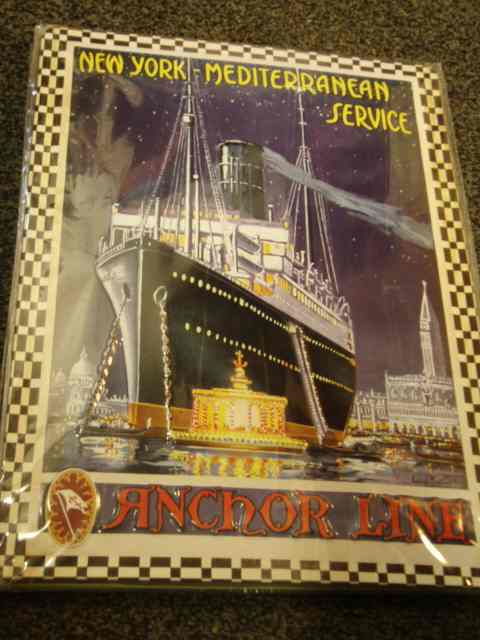 NEW YORK - MEDITERRANEAN
SERVICE
ANCHOR LINE